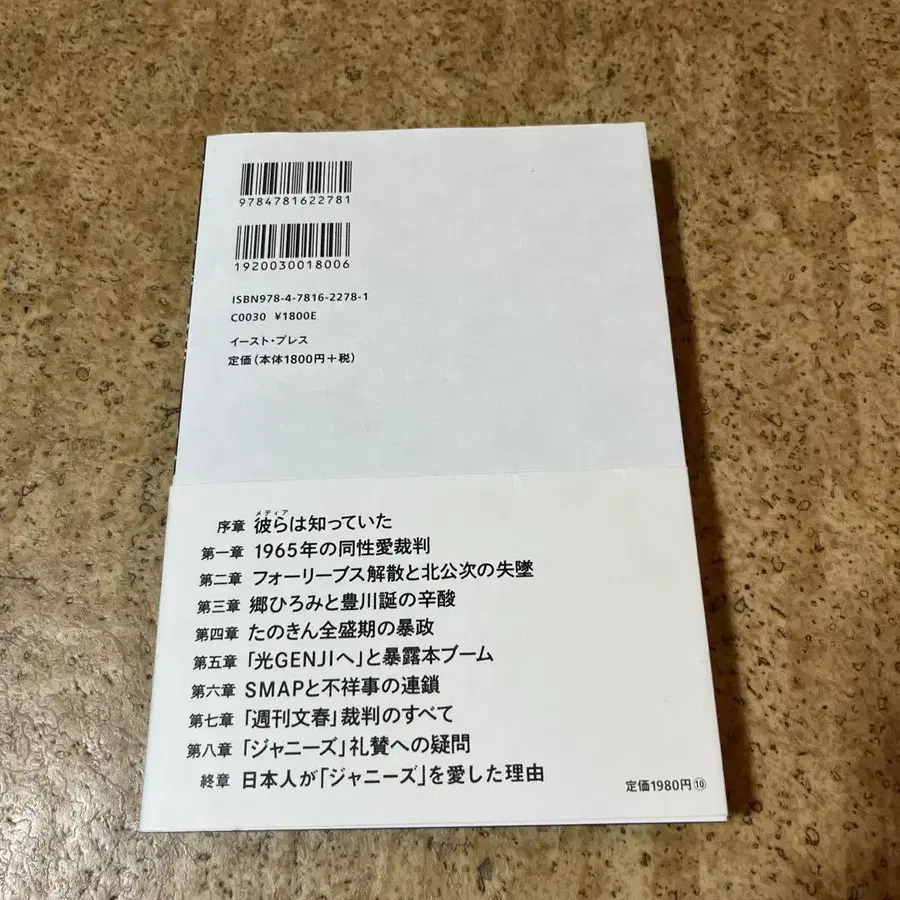 9784781622781
1920030018006
ISBN978-4-7816-2278-1
C0030 ¥1800E
イースト・プレス
定価(本体1800円+税)
メディア
序章 彼らは知っていた
第一章 1965年の同性愛裁判
第二章 フォーリーブス解散と北公次の失墜
第三章 郷ひろみと豊川誕の辛酸
第四章 たのきん全盛期の暴政
第五章 「光GENJIへ」と暴露本ブーム
第六章 SMAPと不祥事の連鎖
第七章 「週刊文春」裁判のすべて
第八章 「ジャニーズ」礼賛への疑問
終章 日本人が「ジャニーズ」を愛した理由
定価1980円⑩